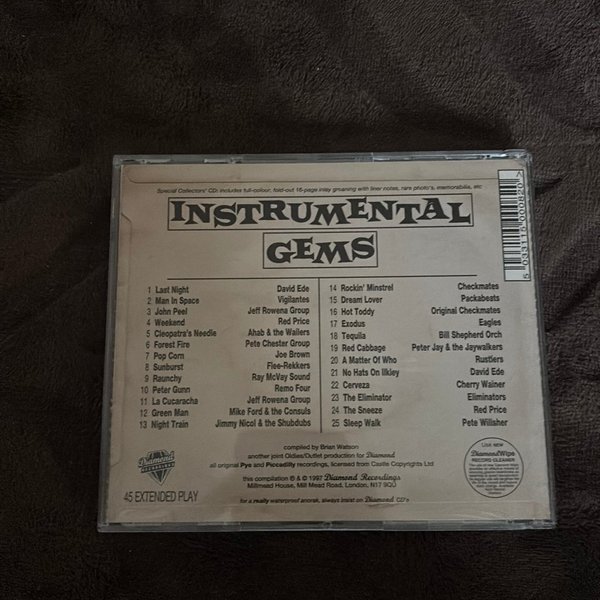 Special Collectors' CD: includes full-colour, fold-out 16-page inlay groaning with liner notes, rare photo's, memorabilia, etc
INSTRUMENTAL
GEMS
1 Last Night David Ede
2 Man In Space Vigilantes
3 John Peel Jeff Rowena Group
4 Weekend Red Price
5 Cleopatra's Needle Ahab & the Wailers
6 Forest Fire Pete Chester Group
7 Pop Corn Joe Brown
8 Sunburst Flee-Rekkers
9 Raunchy Ray McVay Sound
10 Peter Gunn Remo Four
11 La Cucaracha Jeff Rowena Group
12 Green Man Mike Ford & the Consuls
13 Night Train Jimmy Nicol & the Shubdubs
14 Rockin' Minstrel Checkmates
15 Dream Lover Packabeats
16 Hot Toddy Original Checkmates
17 Exodus Eagles
18 Tequila Bill Shepherd Orch
19 Red Cabbage Peter Jay & the Jaywalkers
20 A Matter Of Who Rustlers
21 No Hats On Ilkley David Ede
22 Cerveza Cherry Wainer
23 The Eliminator Eliminators
24 The Sneeze Red Price
25 Sleep Walk Pete Willsher
compiled by Brian Watson
another joint Oldies/Outlet production for Diamond
all original Pye and Piccadilly recordings, licensed from Castle Copyrights Ltd
this compilation ℗ & © 1997 Diamond Recordings
Millmead House, Mill Mead Road, London, N17 9QU
for a really waterproof anorak, always insist on Diamond CD's
Diamond
RECORDINGS
45 EXTENDED PLAY
USE NEW
DiamondWipe
RECORD CLEANER
5 033115 000820 >